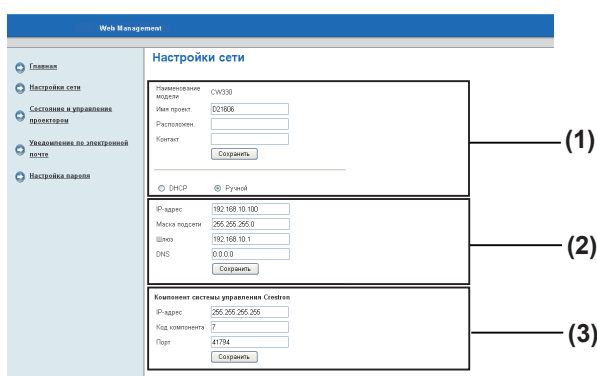 Web Management
Главная
Настройки сети
Состояние и управление
проектором
Уведомление по электронной
почте
Настройка пароля
Настройки сети
Наименование
модели
CW330
Имя проект. D21606
Расположен.
Контакт
Сохранить
DHCP Ручной
(1)
IP-адрес 192.168.10.100
Маска подсети 255.255.255.0
Шлюз 192.168.10.1
DNS 0.0.0.0
Сохранить
(2)
Компонент системы управления Crestron
IP-адрес 255.255.255.255
Код компонента 7
Порт 41794
Сохранить
(3)